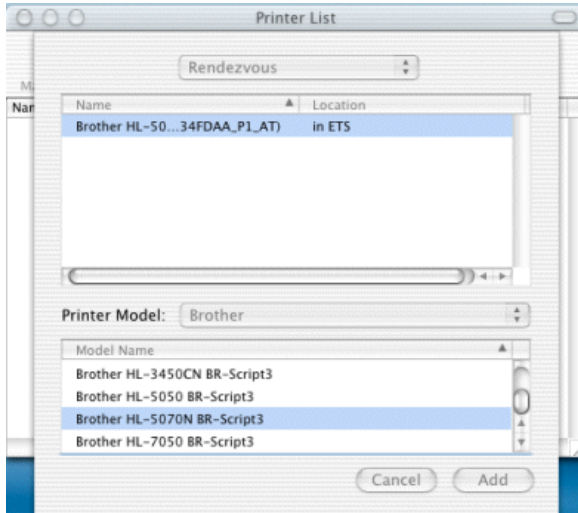 Printer List
Rendezvous
Name Location
Brother HL-50...34FDAA_P1_AT) in ETS
Printer Model: Brother
Model Name
Brother HL-3450CN BR-Script3
Brother HL-5050 BR-Script3
Brother HL-5070N BR-Script3
Brother HL-7050 BR-Script3
Cancel Add